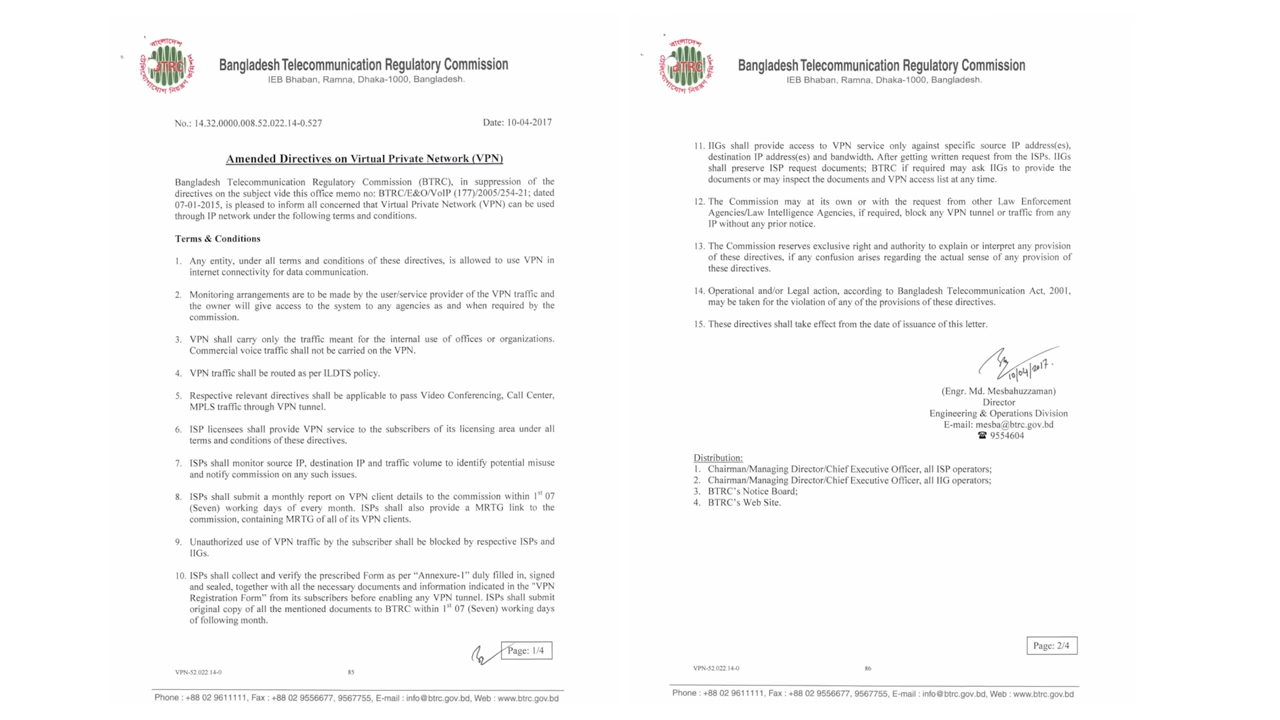 বাংলাদেশ
BTRC
টেলিযোগাযোগ নিয়ন্ত্রণ কমিশন
Bangladesh Telecommunication Regulatory Commission
IEB Bhaban, Ramna, Dhaka-1000, Bangladesh.
No.: 14.32.0000.008.52.022.14-0.527
Date: 10-04-2017
Amended Directives on Virtual Private Network (VPN)
Bangladesh Telecommunication Regulatory Commission (BTRC), in suppression of the
directives on the subject vide this office memo no: BTRC/E&O/VoIP (177)/2005/254-21; dated
07-01-2015, is pleased to inform all concerned that Virtual Private Network (VPN) can be used
through IP network under the following terms and conditions.
Terms & Conditions
1. Any entity, under all terms and conditions of these directives, is allowed to use VPN in
internet connectivity for data communication.
2. Monitoring arrangements are to be made by the user/service provider of the VPN traffic and
the owner will give access to the system to any agencies as and when required by the
commission.
3. VPN shall carry only the traffic meant for the internal use of offices or organizations.
Commercial voice traffic shall not be carried on the VPN.
4. VPN traffic shall be routed as per ILDTS policy.
5. Respective relevant directives shall be applicable to pass Video Conferencing, Call Center,
MPLS traffic through VPN tunnel.
6. ISP licensees shall provide VPN service to the subscribers of its licensing area under all
terms and conditions of these directives.
7. ISPs shall monitor source IP, destination IP and traffic volume to identify potential misuse
and notify commission on any such issues.
8. ISPs shall submit a monthly report on VPN client details to the commission within 1st 07
(Seven) working days of every month. ISPs shall also provide a MRTG link to the
commission, containing MRTG of all of its VPN clients.
9. Unauthorized use of VPN traffic by the subscriber shall be blocked by respective ISPs and
IIGs.
10. ISPs shall collect and verify the prescribed Form as per “Annexure-1” duly filled in, signed
and sealed, together with all the necessary documents and information indicated in the "VPN
Registration Form” from its subscribers before enabling any VPN tunnel. ISPs shall submit
original copy of all the mentioned documents to BTRC within 1st 07 (Seven) working days
of following month.
Page: 1/4
VPN-52.022.14-0
85
Phone : +88 02 9611111, Fax : +88 02 9556677, 9567755, E-mail : info@btrc.gov.bd, Web : www.btrc.gov.bd
বাংলাদেশ
BTRC
টেলিযোগাযোগ নিয়ন্ত্রণ কমিশন
Bangladesh Telecommunication Regulatory Commission
IEB Bhaban, Ramna, Dhaka-1000, Bangladesh.
11. IIGs shall provide access to VPN service only against specific source IP address(es),
destination IP address(es) and bandwidth. After getting written request from the ISPs. IIGs
shall preserve ISP request documents; BTRC if required may ask IIGs to provide the
documents or may inspect the documents and VPN access list at any time.
12. The Commission may at its own or with the request from other Law Enforcement
Agencies/Law Intelligence Agencies, if required, block any VPN tunnel or traffic from any
IP without any prior notice.
13. The Commission reserves exclusive right and authority to explain or interpret any provision
of these directives, if any confusion arises regarding the actual sense of any provision of
these directives.
14. Operational and/or Legal action, according to Bangladesh Telecommunication Act, 2001,
may be taken for the violation of any of the provisions of these directives.
15. These directives shall take effect from the date of issuance of this letter.
10/04/2017.
(Engr. Md. Mesbahuzzaman)
Director
Engineering & Operations Division
E-mail: mesba@btrc.gov.bd
☎ 9554604
Distribution:
1. Chairman/Managing Director/Chief Executive Officer, all ISP operators;
2. Chairman/Managing Director/Chief Executive Officer, all IIG operators;
3. BTRC’s Notice Board;
4. BTRC’s Web Site.
Page: 2/4
VPN-52.022.14-0
86
Phone : +88 02 9611111, Fax : +88 02 9556677, 9567755, E-mail : info@btrc.gov.bd, Web : www.btrc.gov.bd